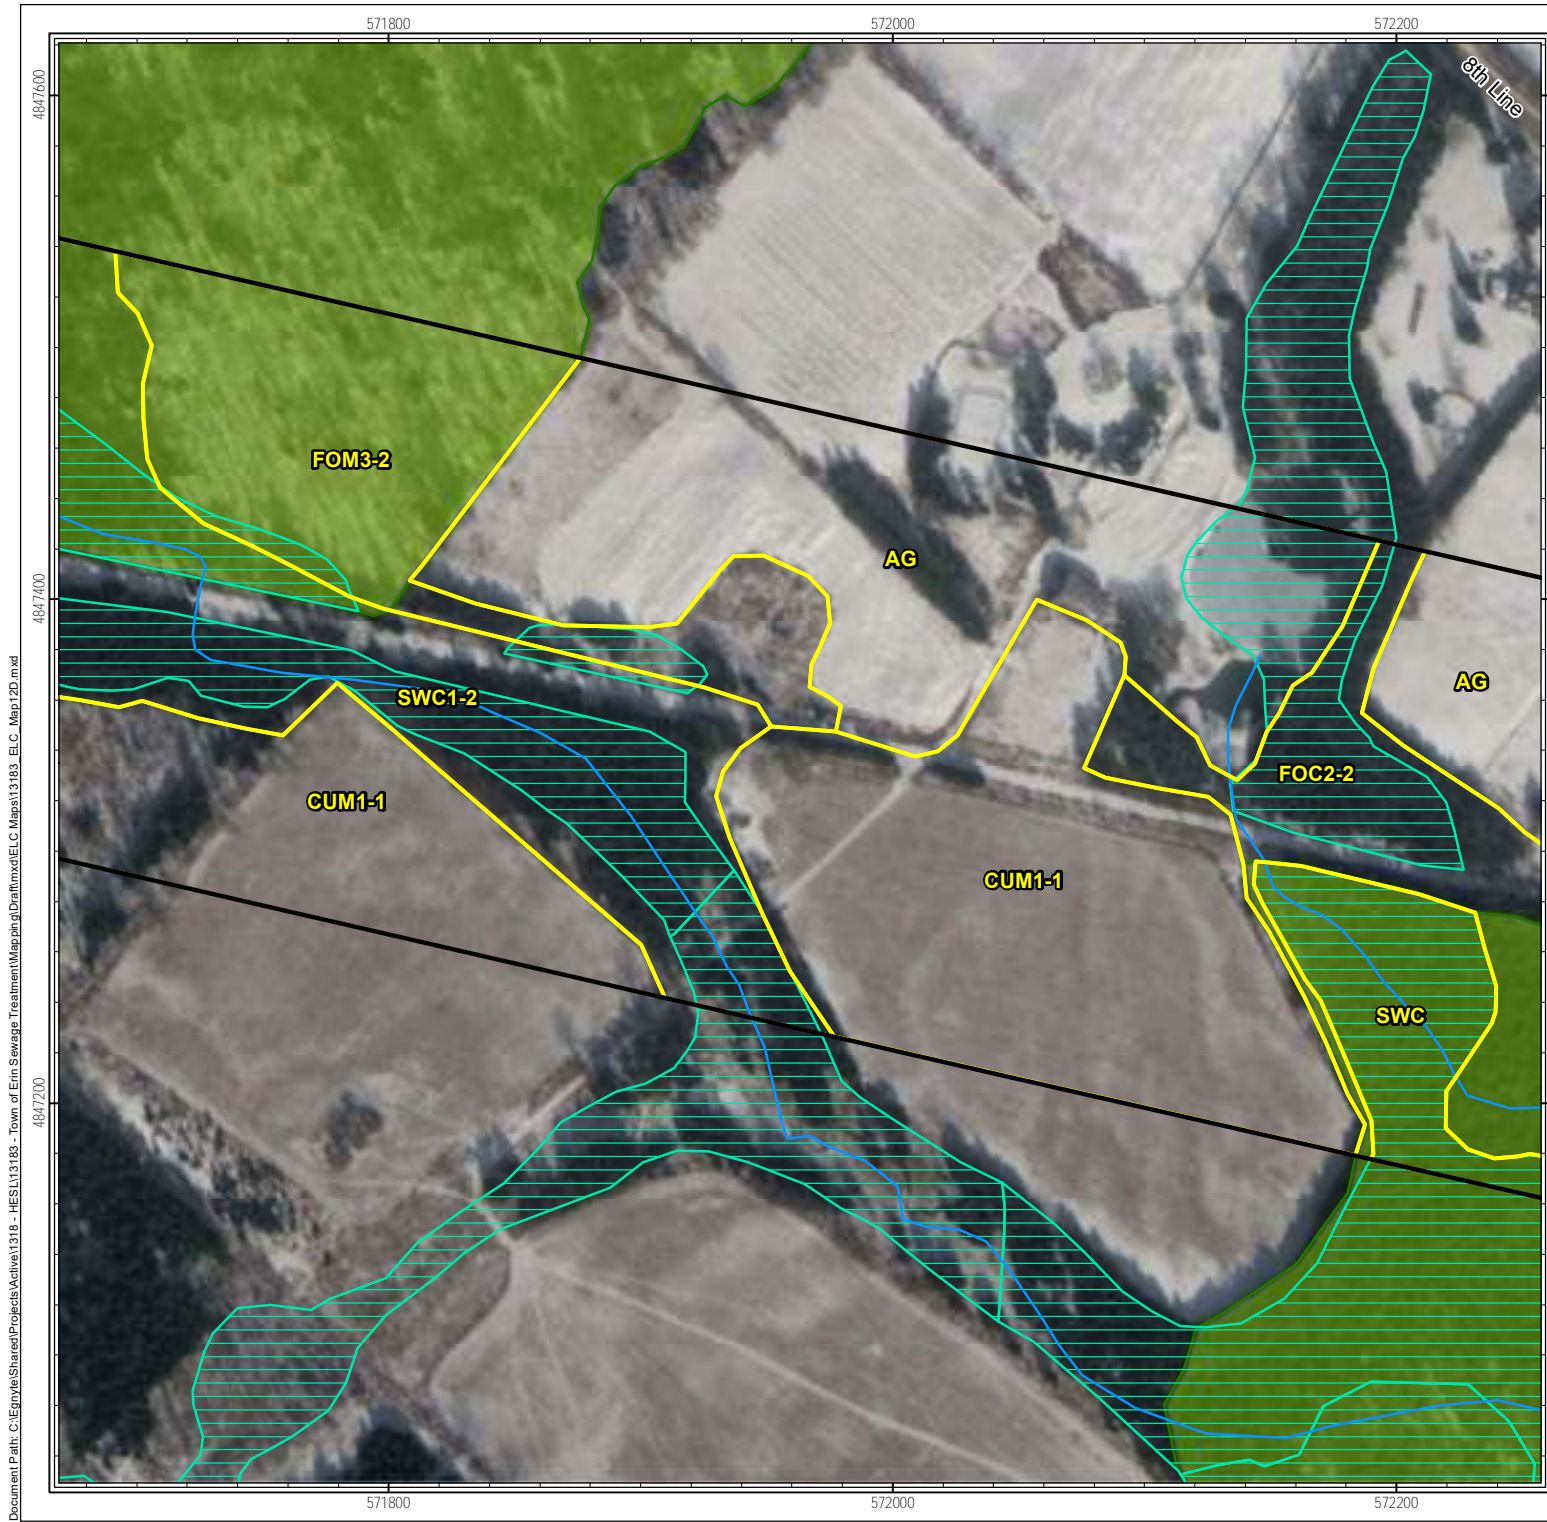 571800
572000
572200
4847600
8th Line
FOM3-2
AG
4847400
AG
SWC1-2
FOC2-2
CUM1-1
CUM1-1
SWC
4847200
571800
572000
572200
Document Path: C:\Egnyte\Shared\Projects\Active\1318 - HESL\13183 - Town of Erin Sewage Treatment\Mapping\Draft\mxd\ELC Maps\13183_ELC_Map12D.mxd